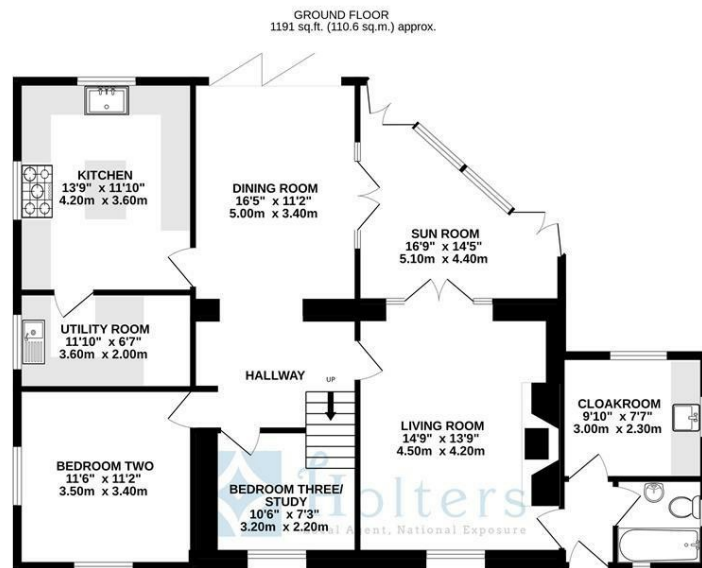 GROUND FLOOR
1191 sq.ft. (110.6 sq.m.) approx.
KITCHEN
13'9" x 11'10"
4.20m x 3.60m
DINING ROOM
16'5" x 11'2"
5.00m x 3.40m
SUN ROOM
16'9" x 14'5"
5.10m x 4.40m
UTILITY ROOM
11'10" x 6'7"
3.60m x 2.00m
HALLWAY
UP
LIVING ROOM
14'9" x 13'9"
4.50m x 4.20m
CLOAKROOM
9'10" x 7'7"
3.00m x 2.30m
BEDROOM TWO
11'6" x 11'2"
3.50m x 3.40m
BEDROOM THREE/
STUDY
10'6" x 7'3"
3.20m x 2.20m
Holters
Local Agent, National Exposure